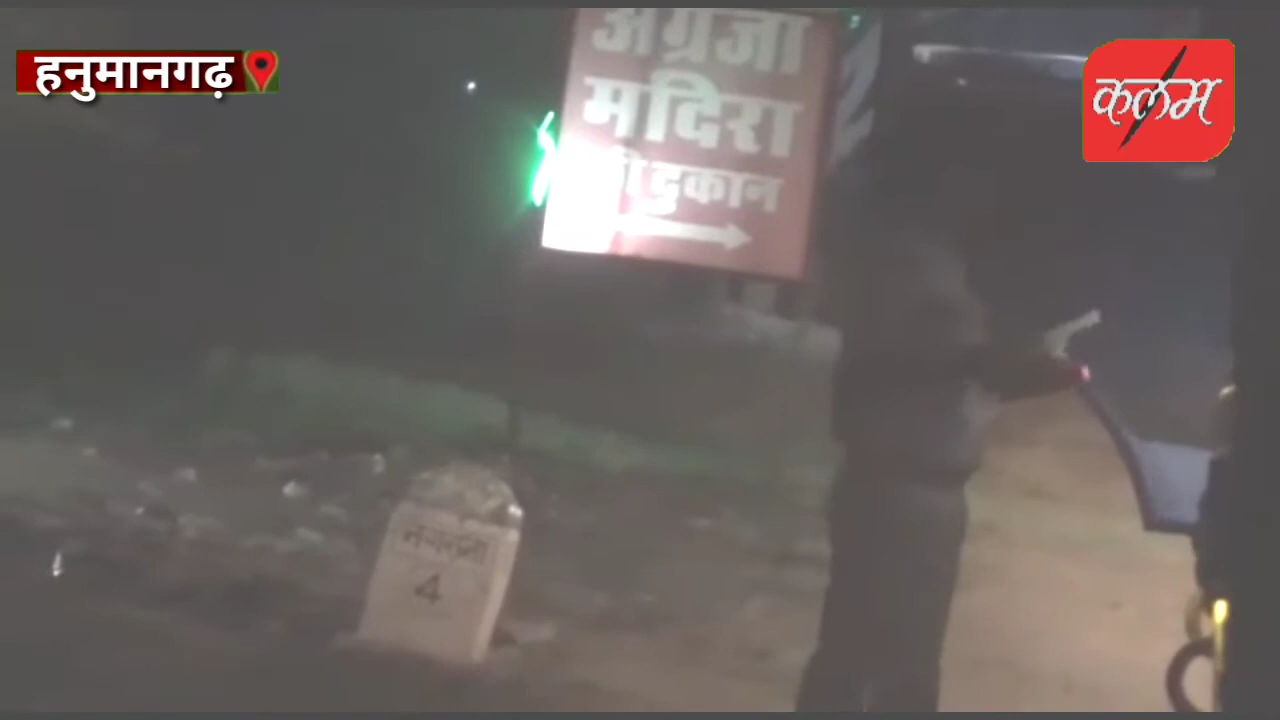 हनुमानगढ़
कलम
अंग्रेजी
मदिरा
की दुकान
4